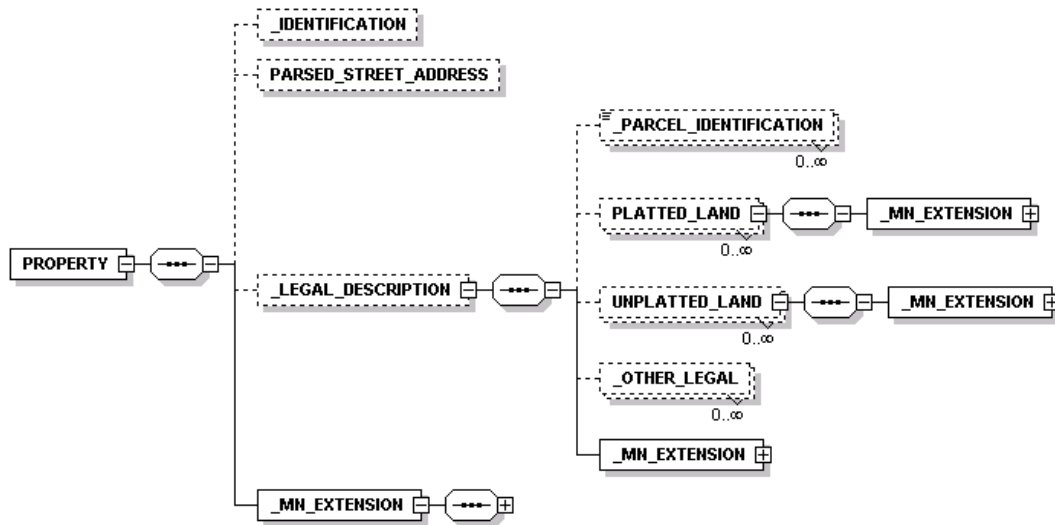 _IDENTIFICATION
PARSED_STREET_ADDRESS
_PARCEL_IDENTIFICATION
0..∞
PLATTED_LAND
_MN_EXTENSION
0..∞
PROPERTY
_LEGAL_DESCRIPTION
UNPLATTED_LAND
_MN_EXTENSION
0..∞
_OTHER_LEGAL
0..∞
_MN_EXTENSION
_MN_EXTENSION